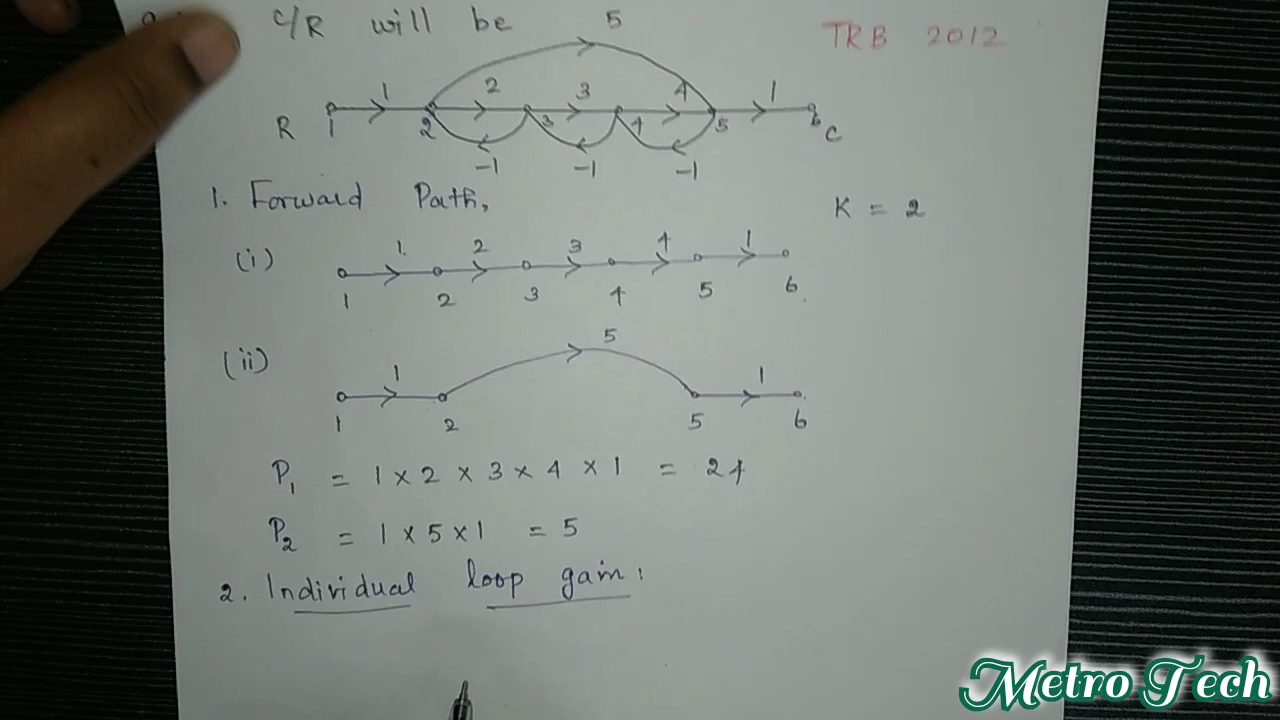 C/R will be
TRB 2012
5
1 2 3 4 1
R 1 2 3 4 5 6 C
-1 -1 -1
1. Forward Path,
K = 2
(i) 1 2 3 4 1
1 2 3 4 5 6
(ii) 1 5 1
1 2 5 6
P1 = 1 × 2 × 3 × 4 × 1 = 24
P2 = 1 × 5 × 1 = 5
2. Individual loop gain:
Metro Tech